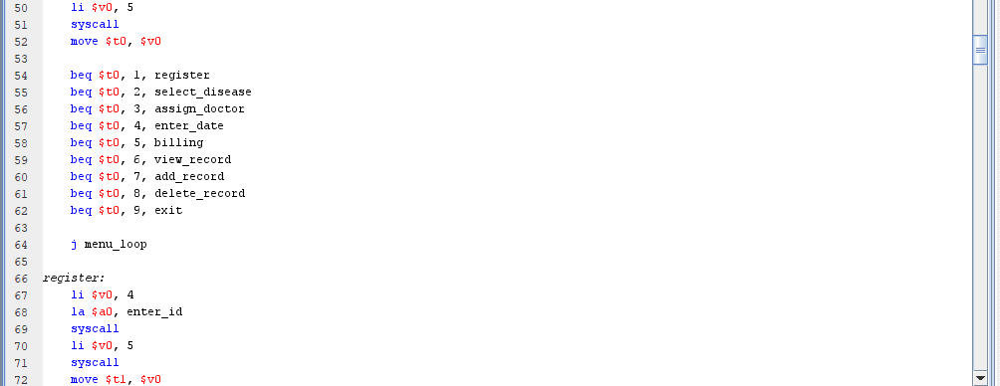 50 li $v0, 5
51 syscall
52 move $t0, $v0
53
54 beq $t0, 1, register
55 beq $t0, 2, select_disease
56 beq $t0, 3, assign_doctor
57 beq $t0, 4, enter_date
58 beq $t0, 5, billing
59 beq $t0, 6, view_record
60 beq $t0, 7, add_record
61 beq $t0, 8, delete_record
62 beq $t0, 9, exit
63
64 j menu_loop
65
66 register:
67 li $v0, 4
68 la $a0, enter_id
69 syscall
70 li $v0, 5
71 syscall
72 move $t1, $v0